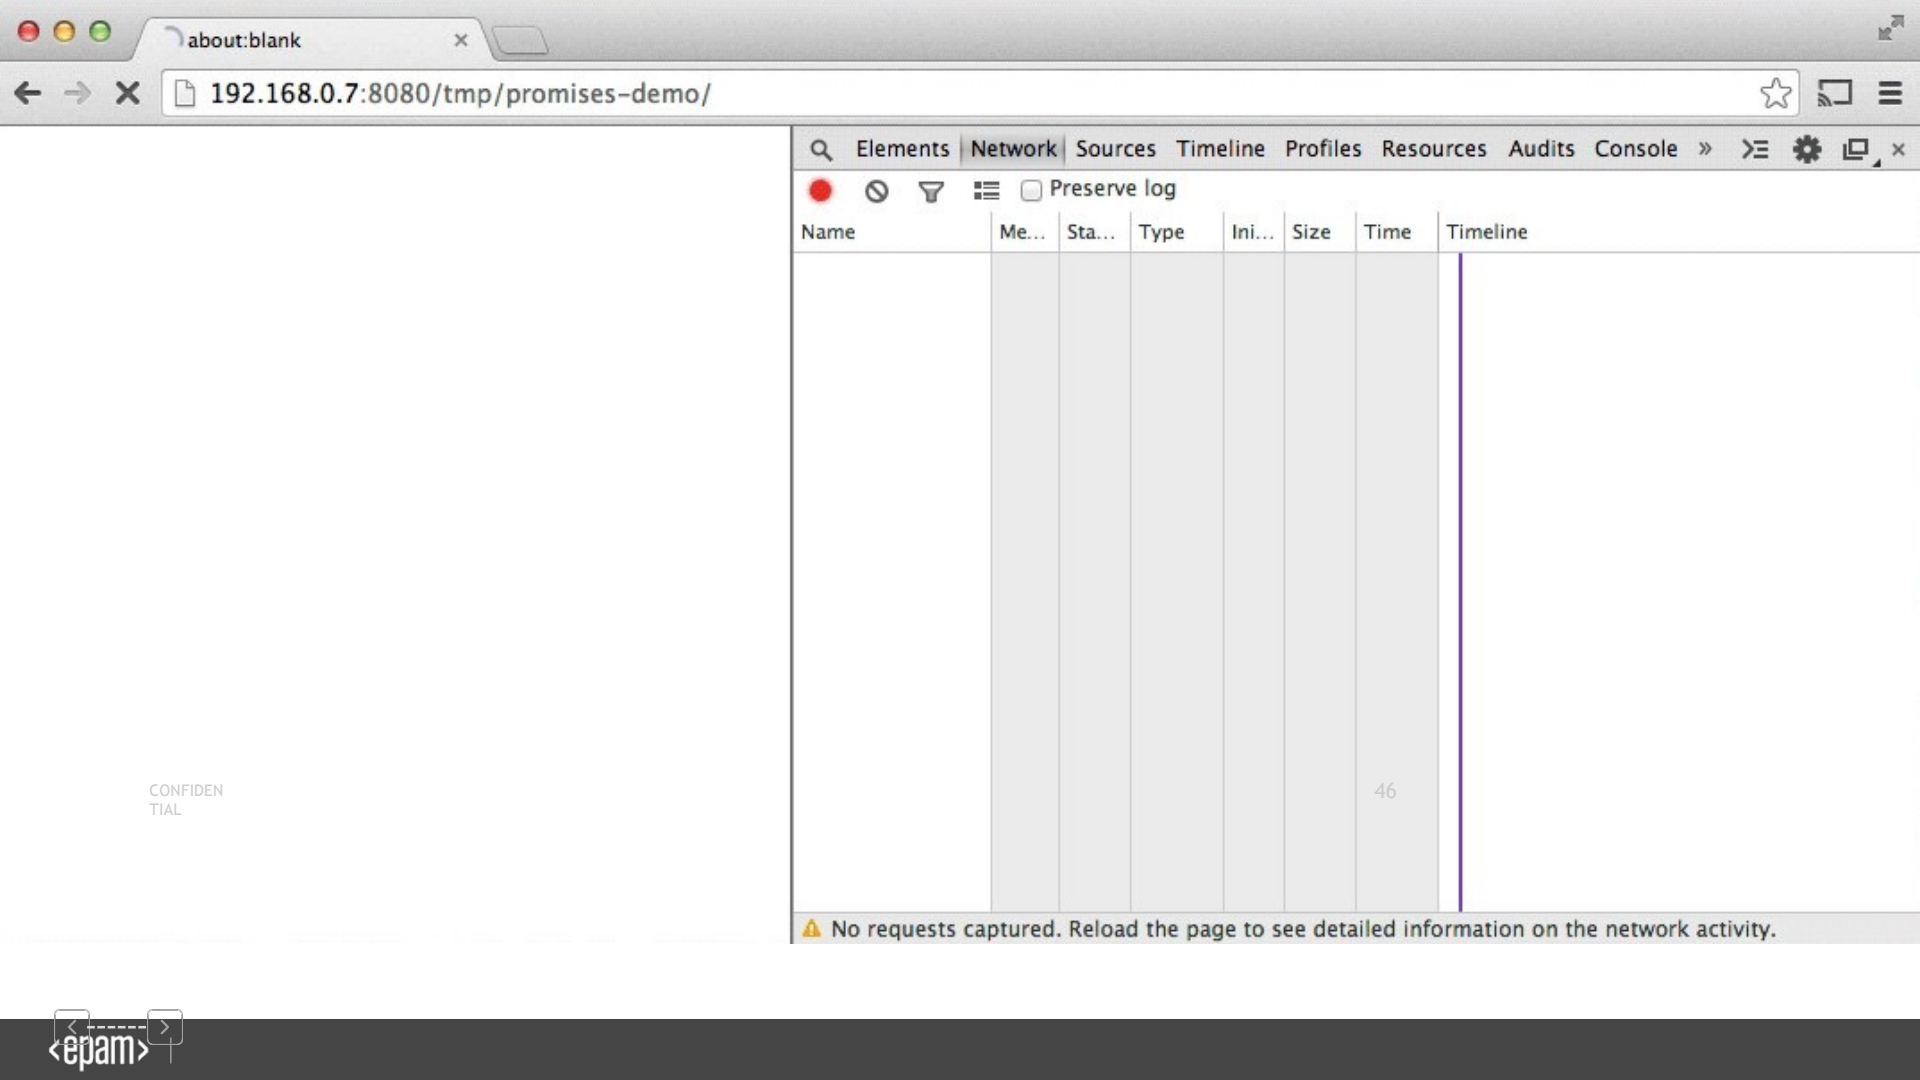 about:blank
192.168.0.7:8080/tmp/promises-demo/
Elements Network Sources Timeline Profiles Resources Audits Console »
Preserve log
Name Me... Sta... Type Ini... Size Time Timeline
CONFIDEN
TIAL
46
No requests captured. Reload the page to see detailed information on the network activity.
<epam>